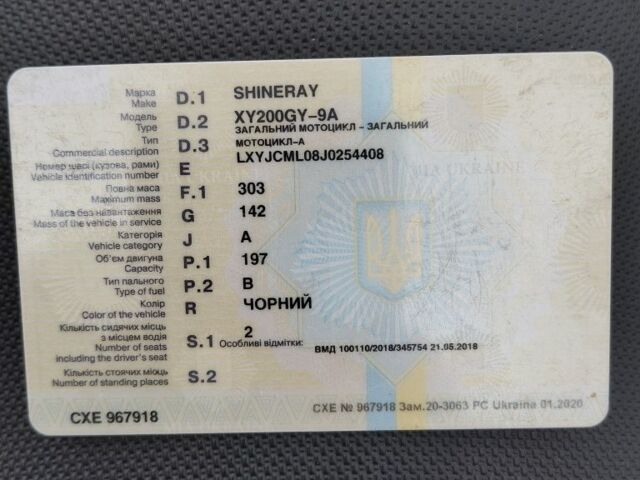 Марка D.1 SHINERAY
Make
Модель D.2 XY200GY-9A
Type ЗАГАЛЬНИЙ МОТОЦИКЛ – ЗАГАЛЬНИЙ
Тип D.3 МОТОЦИКЛ-А
Commercial description
Номер шасі (кузова, рами) E LXYJCML08J0254408
Vehicle identification number
Повна маса F.1 303
Maximum mass
Маса без навантаження G 142
Mass of the vehicle in service
Категорія J A
Vehicle category
Об'єм двигуна P.1 197
Capacity
Тип пального P.2 B
Type of fuel
Колір R ЧОРНИЙ
Color of the vehicle
Кількість сидячих місць
з місцем водія S.1 2
Number of seats Особливі відмітки: ВМД 100110/2018/345754 21.05.2018
including the driver's seat
Кількість стоячих місць S.2
Number of standing places
СХЕ 967918
СХЕ № 967918 Зам.20-3063 РС Ukraina 01.2020